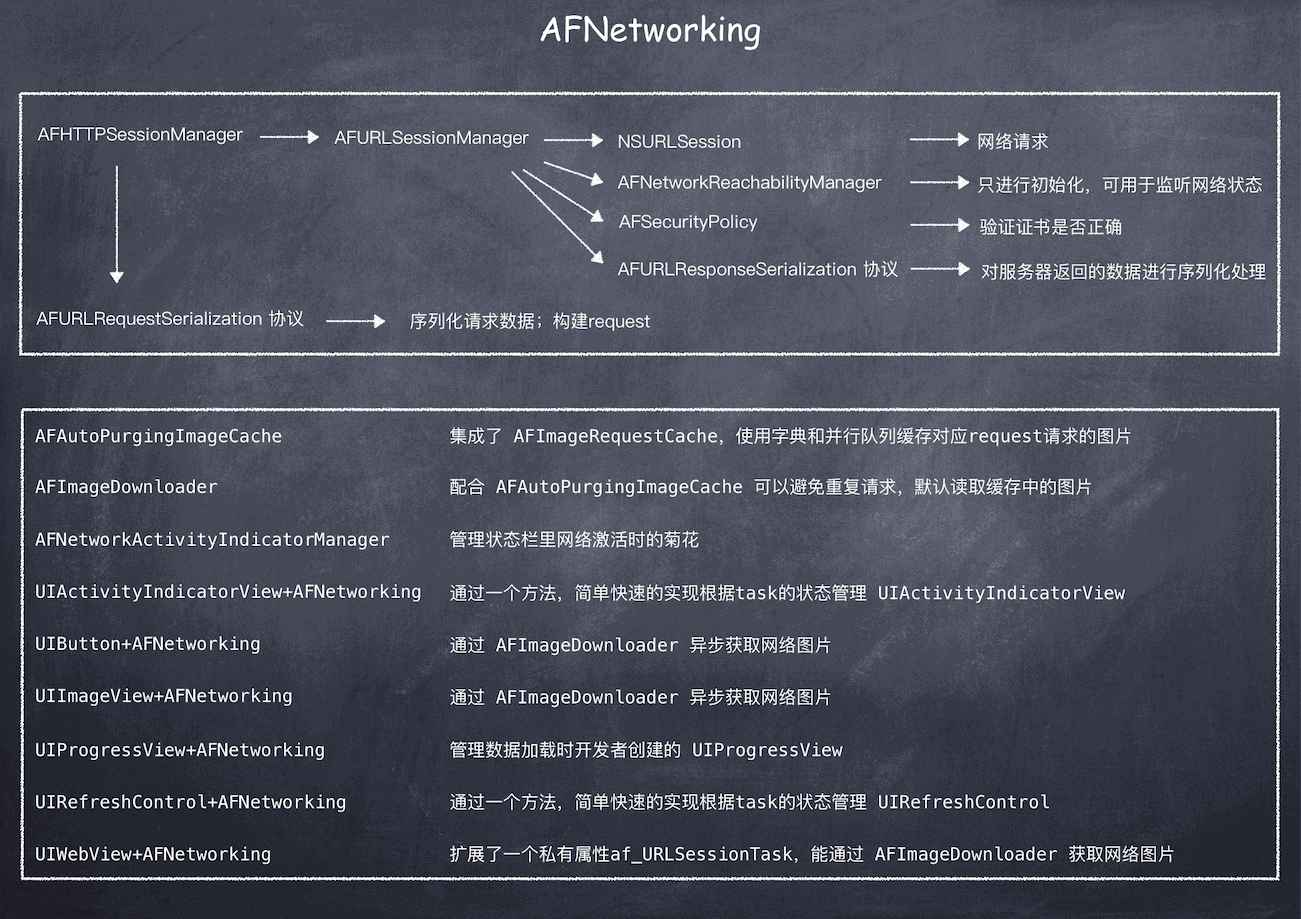 AFNetworking
AFHTTPSessionManager AFURLSessionManager NSURLSession 网络请求
AFNetworkReachabilityManager 只进行初始化，可用于监听网络状态
AFSecurityPolicy 验证证书是否正确
AFURLResponseSerialization 协议 对服务器返回的数据进行序列化处理
AFURLRequestSerialization 协议 序列化请求数据；构建request
AFAutoPurgingImageCache 集成了 AFImageRequestCache，使用字典和并行队列缓存对应request请求的图片
AFImageDownloader 配合 AFAutoPurgingImageCache 可以避免重复请求，默认读取缓存中的图片
AFNetworkActivityIndicatorManager 管理状态栏里网络激活时的菊花
UIActivityIndicatorView+AFNetworking 通过一个方法，简单快速的实现根据task的状态管理 UIActivityIndicatorView
UIButton+AFNetworking 通过 AFImageDownloader 异步获取网络图片
UIImageView+AFNetworking 通过 AFImageDownloader 异步获取网络图片
UIProgressView+AFNetworking 管理数据加载时开发者创建的 UIProgressView
UIRefreshControl+AFNetworking 通过一个方法，简单快速的实现根据task的状态管理 UIRefreshControl
UIWebView+AFNetworking 扩展了一个私有属性af_URLSessionTask，能通过 AFImageDownloader 获取网络图片